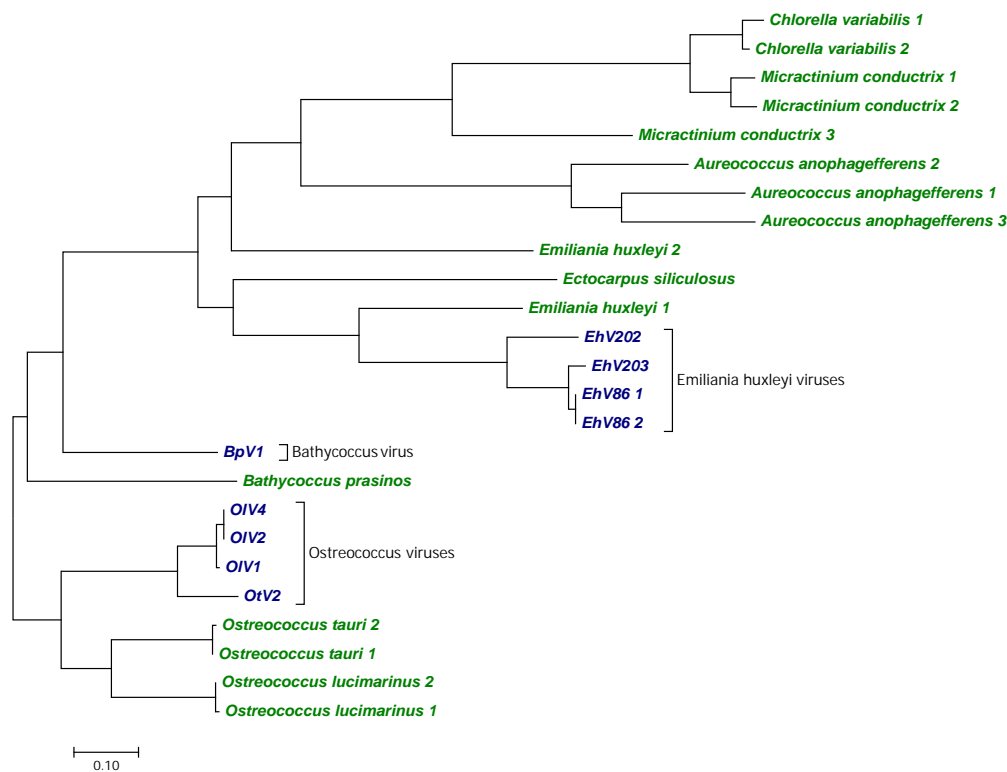 Chlorella variabilis 1
Chlorella variabilis 2
Micractinium conductrix 1
Micractinium conductrix 2
Micractinium conductrix 3
Aureococcus anophagefferens 2
Aureococcus anophagefferens 1
Aureococcus anophagefferens 3
Emiliania huxleyi 2
Ectocarpus siliculosus
Emiliania huxleyi 1
EhV202
EhV203
Emiliania huxleyi viruses
EhV86 1
EhV86 2
BpV1
Bathycoccus virus
Bathycoccus prasinos
OlV4
OlV2
Ostreococcus viruses
OlV1
OtV2
Ostreococcus tauri 2
Ostreococcus tauri 1
Ostreococcus lucimarinus 2
Ostreococcus lucimarinus 1
0.10